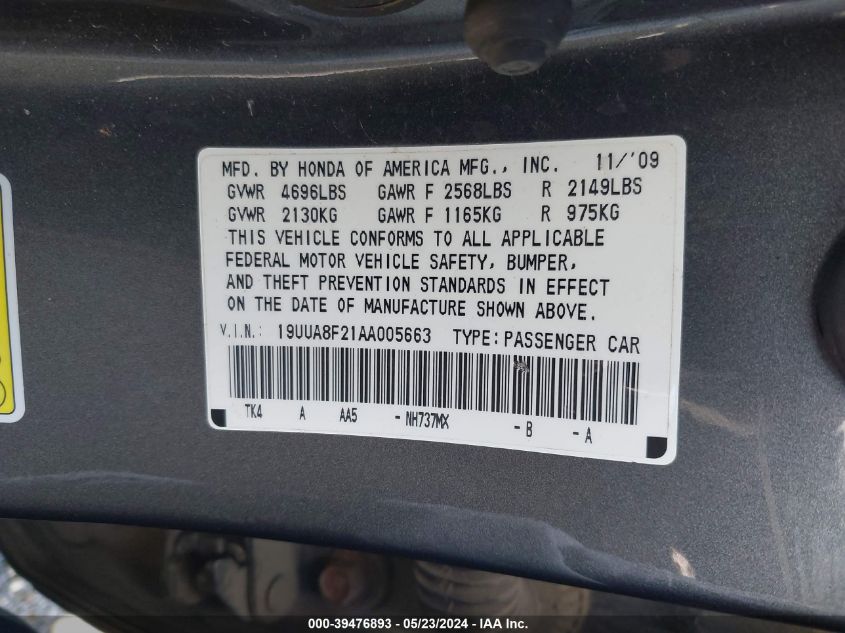 MFD. BY HONDA OF AMERICA MFG., INC. 11/'09
GVWR 4696LBS GAWR F 2568LBS R 2149LBS
GVWR 2130KG GAWR F 1165KG R 975KG
THIS VEHICLE CONFORMS TO ALL APPLICABLE
FEDERAL MOTOR VEHICLE SAFETY, BUMPER,
AND THEFT PREVENTION STANDARDS IN EFFECT
ON THE DATE OF MANUFACTURE SHOWN ABOVE.
V.I.N.: 19UUA8F21AA005663 TYPE:PASSENGER CAR
TK4 A AA5 -NH737MX -B -A
000-39476893 - 05/23/2024 - IAA Inc.